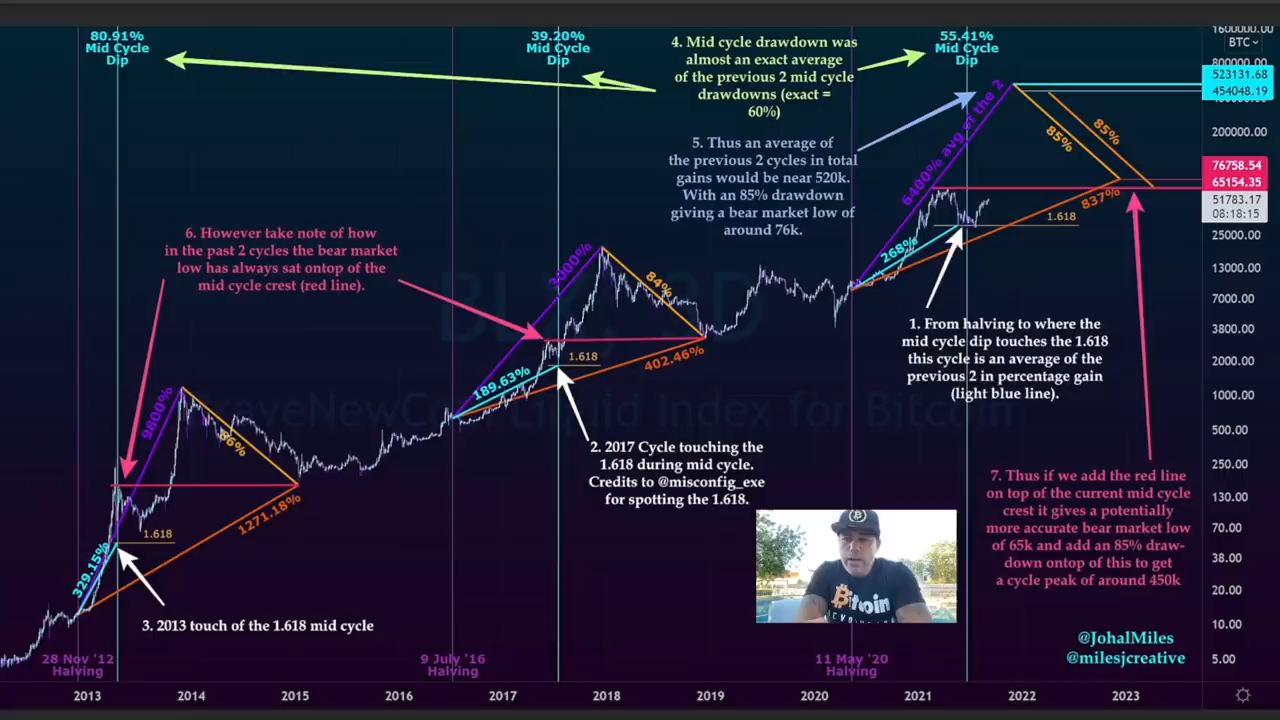 80.91%
Mid Cycle
Dip
39.20%
Mid Cycle
Dip
4. Mid cycle drawdown was
almost an exact average
of the previous 2 mid cycle
drawdowns (exact =
60%)
55.41%
Mid Cycle
Dip
5. Thus an average of
the previous 2 cycles in total
gains would be near 520k.
With an 85% drawdown
giving a bear market low of
around 76k.
6. However take note of how
in the past 2 cycles the bear market
low has always sat ontop of the
mid cycle crest (red line).
1. From halving to where the
mid cycle dip touches the 1.618
this cycle is an average of the
previous 2 in percentage gain
(light blue line).
2. 2017 Cycle touching the
1.618 during mid cycle.
Credits to @misconfig_exe
for spotting the 1.618.
3. 2013 touch of the 1.618 mid cycle
7. Thus if we add the red line
on top of the current mid cycle
crest it gives a potentially
more accurate bear market low
of 65k and add an 85% draw-
down ontop of this to get
a cycle peak of around 450k
@JohalMiles
@milesjcreative
9800%
86%
329.15%
1.618
1271.18%
3000%
84%
189.63%
1.618
402.46%
6400% avg of the 2
85%
85%
837%
268%
1.618
BLX, 3D
BraveNewCoin Liquid Index for Bitcoin
Bitcoin
28 Nov '12
Halving
9 July '16
Halving
11 May '20
Halving
2013 2014 2015 2016 2017 2018 2019 2020 2021 2022 2023
BTC
523131.68
454048.19
200000.00
76758.54
65154.35
51783.17
08:18:15
25000.00
13000.00
7000.00
3800.00
2000.00
1000.00
500.00
250.00
130.00
70.00
38.00
20.00
10.00
5.00